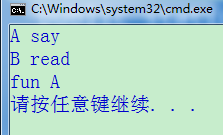 C:\Windows\system32\cmd.exe
A say
B read
fun A
请按任意键继续. . .